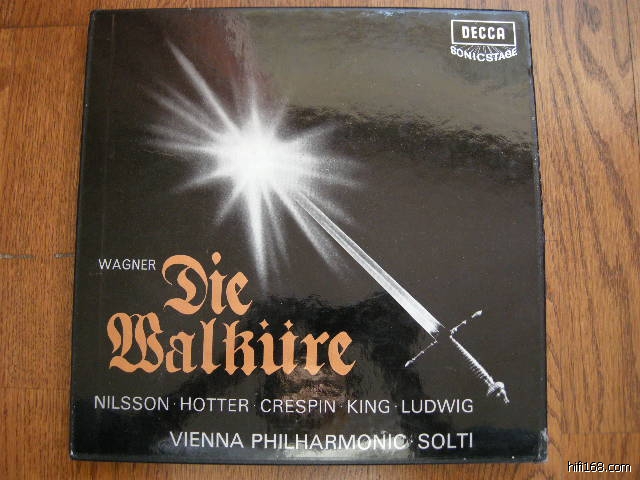 DECCA
SONICSTAGE
WAGNER
Die
Walküre
NILSSON · HOTTER · CRESPIN · KING · LUDWIG
VIENNA PHILHARMONIC · SOLTI
hifi168.com